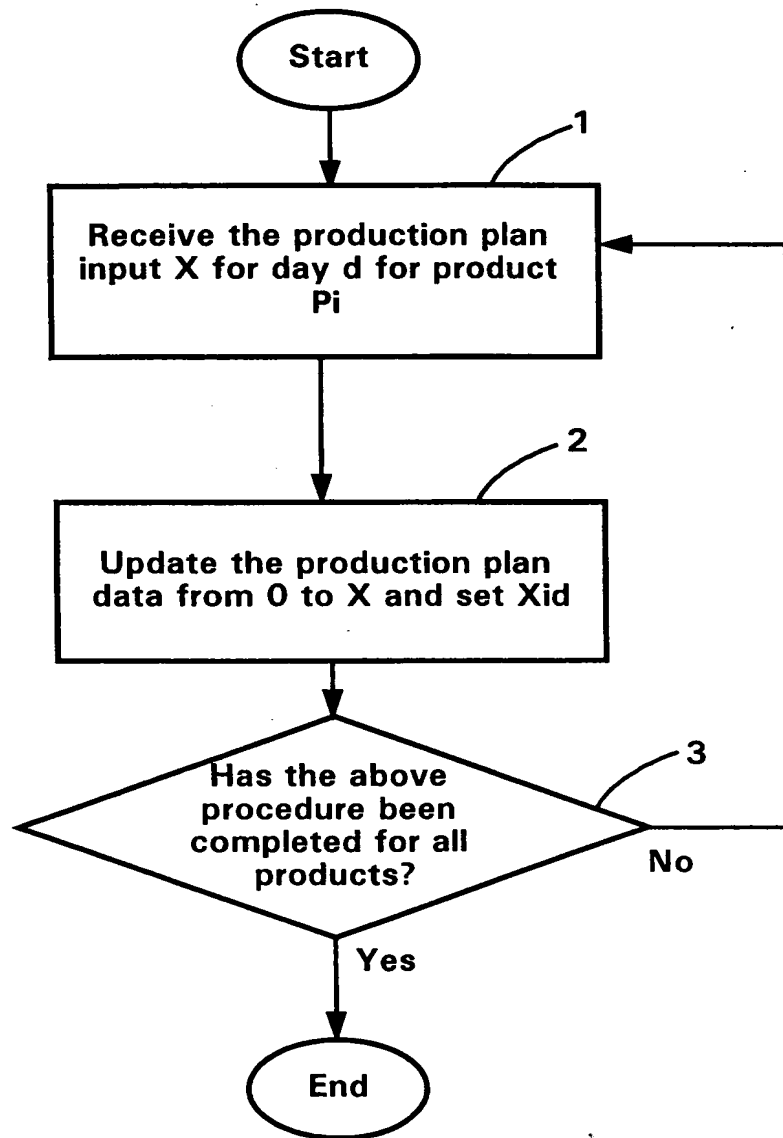 Start
1
Receive the production plan
input X for day d for product
Pi
2
Update the production plan
data from 0 to X and set Xid
3
Has the above
procedure been
completed for all
products?
No
Yes
End